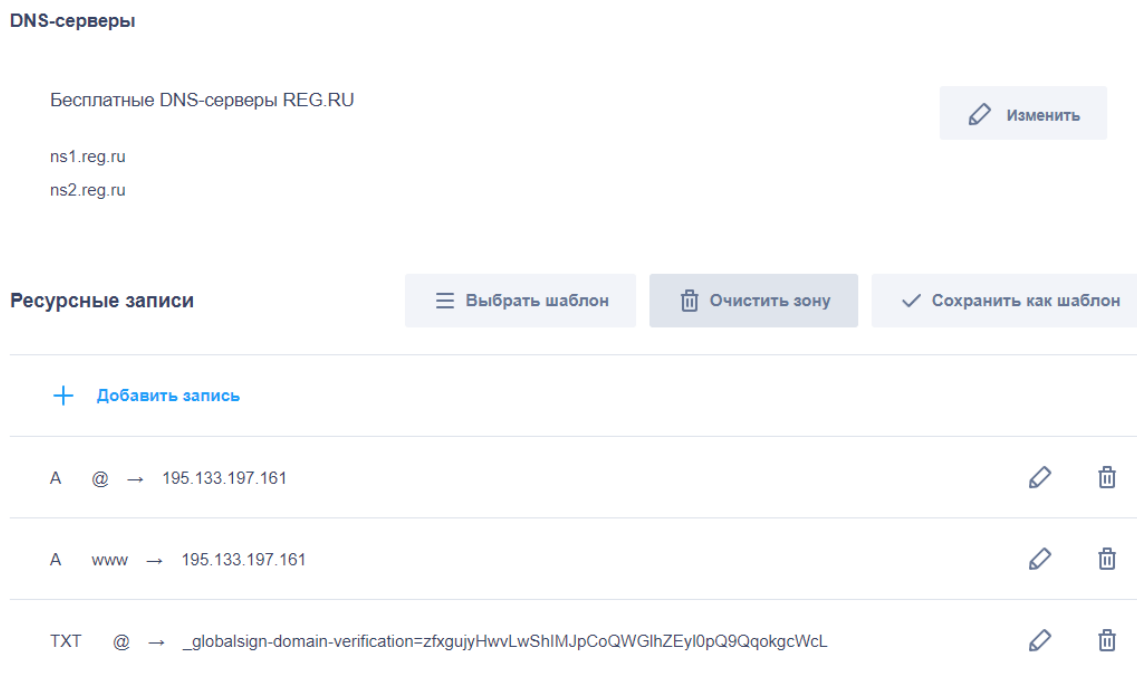 DNS-серверы
Бесплатные DNS-серверы REG.RU
Изменить
ns1.reg.ru
ns2.reg.ru
Ресурсные записи
Выбрать шаблон
Очистить зону
Сохранить как шаблон
Добавить запись
A @ → 195.133.197.161
A www → 195.133.197.161
TXT @ → _globalsign-domain-verification=zfxgujyHwvLwShIMJpCoQWGlhZEyl0pQ9QqokgcWcL